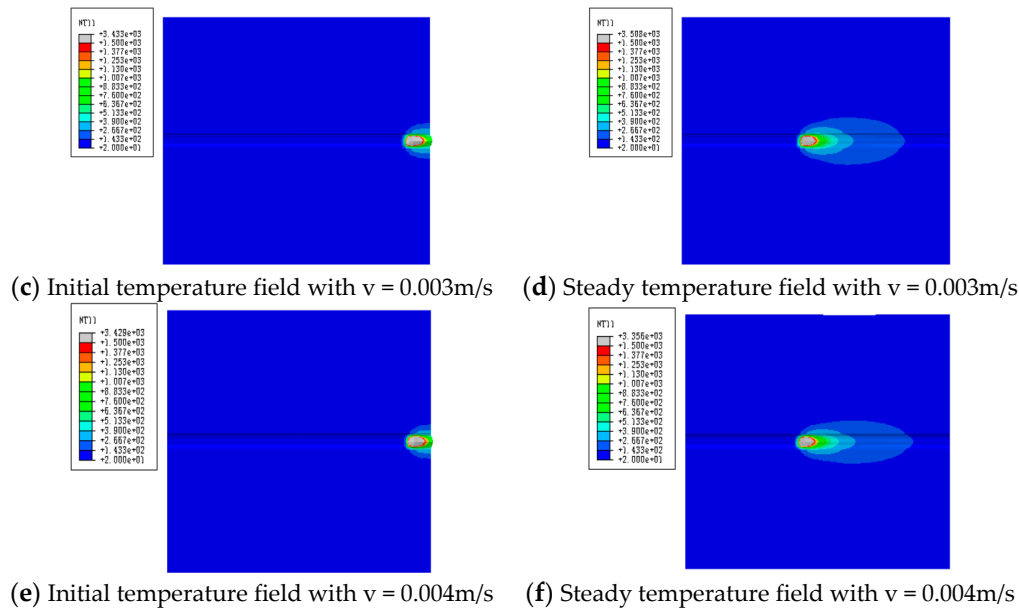 NT11
+3.433e+03
+1.500e+03
+1.377e+03
+1.253e+03
+1.130e+03
+1.007e+03
+8.833e+02
+7.600e+02
+6.367e+02
+5.133e+02
+3.900e+02
+2.667e+02
+1.433e+02
+2.000e+01
NT11
+3.508e+03
+1.500e+03
+1.377e+03
+1.253e+03
+1.130e+03
+1.007e+03
+8.833e+02
+7.600e+02
+6.367e+02
+5.133e+02
+3.900e+02
+2.667e+02
+1.433e+02
+2.000e+01
(c) Initial temperature field with v = 0.003m/s
(d) Steady temperature field with v = 0.003m/s
NT11
+3.429e+03
+1.500e+03
+1.377e+03
+1.253e+03
+1.130e+03
+1.007e+03
+8.833e+02
+7.600e+02
+6.367e+02
+5.133e+02
+3.900e+02
+2.667e+02
+1.433e+02
+2.000e+01
NT11
+3.356e+03
+1.500e+03
+1.377e+03
+1.253e+03
+1.130e+03
+1.007e+03
+8.833e+02
+7.600e+02
+6.367e+02
+5.133e+02
+3.900e+02
+2.667e+02
+1.433e+02
+2.000e+01
(e) Initial temperature field with v = 0.004m/s
(f) Steady temperature field with v = 0.004m/s